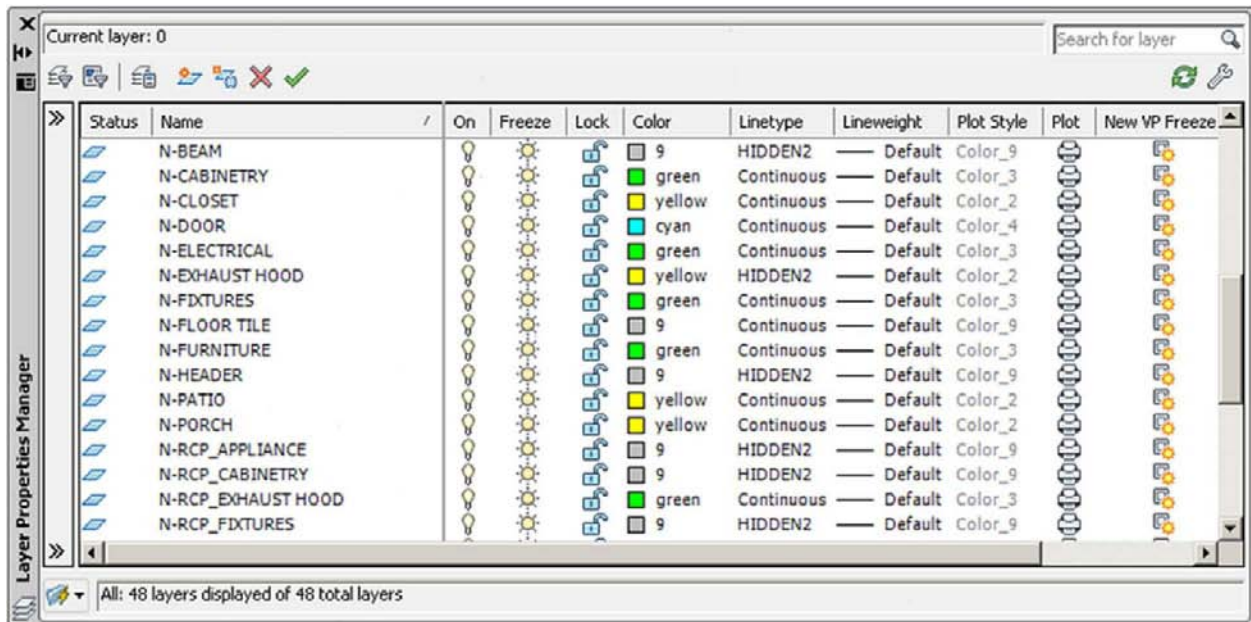 Current layer: 0
Search for layer
Status Name / On Freeze Lock Color Linetype Lineweight Plot Style Plot New VP Freeze
N-BEAM 9 HIDDEN2 Default Color_9
N-CABINETRY green Continuous Default Color_3
N-CLOSET yellow Continuous Default Color_2
N-DOOR cyan Continuous Default Color_4
N-ELECTRICAL green Continuous Default Color_3
N-EXHAUST HOOD yellow HIDDEN2 Default Color_2
N-FIXTURES green Continuous Default Color_3
N-FLOOR TILE 9 Continuous Default Color_9
N-FURNITURE green Continuous Default Color_3
N-HEADER 9 HIDDEN2 Default Color_9
N-PATIO yellow Continuous Default Color_2
N-PORCH yellow Continuous Default Color_2
N-RCP_APPLIANCE 9 HIDDEN2 Default Color_9
N-RCP_CABINETRY 9 HIDDEN2 Default Color_9
N-RCP_EXHAUST HOOD green Continuous Default Color_3
N-RCP_FIXTURES 9 HIDDEN2 Default Color_9
All: 48 layers displayed of 48 total layers
Layer Properties Manager